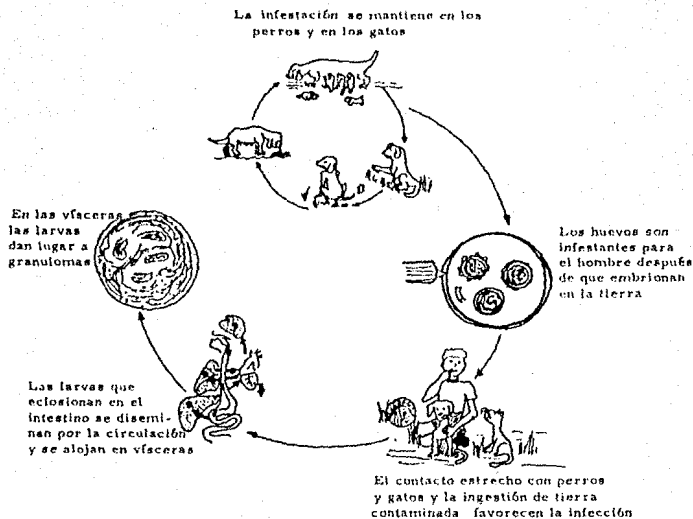 La infestación se mantiene en los
perros y en los gatos
En las vísceras
las larvas
dan lugar a
granulomas
Los huevos son
infestantes para
el hombre después
de que embrionan
en la tierra
Las larvas que
eclosionan en el
intestino se disemi-
nan por la circulación
y se alojan en vísceras
El contacto estrecho con perros
y gatos y la ingestión de tierra
contaminada favorecen la infección